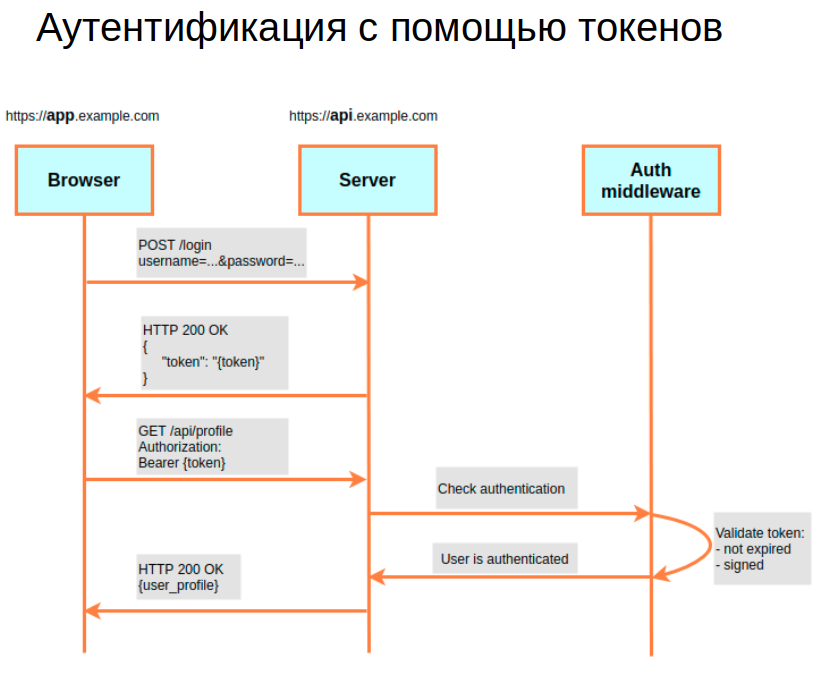 Аутентификация с помощью токенов
https://app.example.com
https://api.example.com
Browser
Server
Auth
middleware
POST /login
username=...&password=...
HTTP 200 OK
{
"token": "{token}"
}
GET /api/profile
Authorization:
Bearer {token}
Check authentication
Validate token:
- not expired
- signed
User is authenticated
HTTP 200 OK
{user_profile}